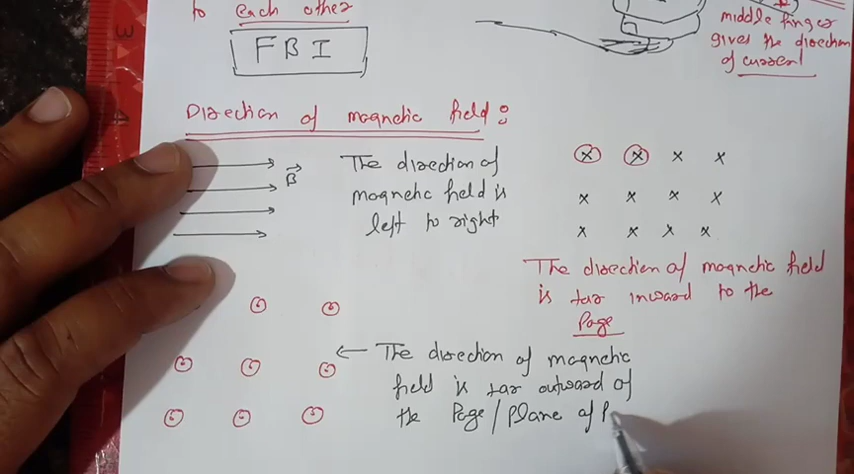 to each other
FBI
middle finger
gives the direction
of current
Direction of magnetic field:
B
The direction of
magnetic field is
left to right
x x x x
x x x x
x x x x
The direction of magnetic field
is far inward to the
Page
The direction of magnetic
field is far outward of
the Page/Plane of P